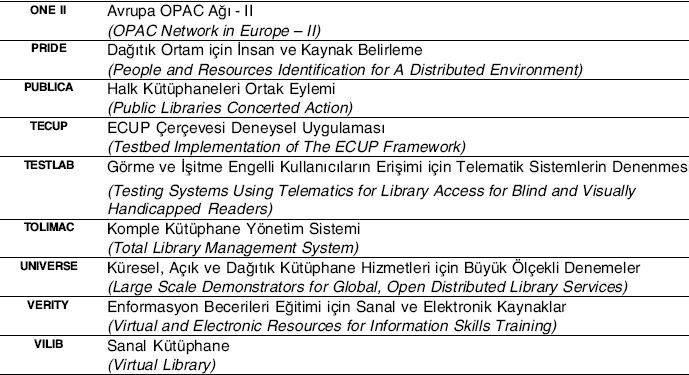 ONE II Avrupa OPAC Ağı - II
(OPAC Network in Europe – II)
PRIDE Dağıtık Ortam için İnsan ve Kaynak Belirleme
(People and Resources Identification for A Distributed Environment)
PUBLICA Halk Kütüphaneleri Ortak Eylemi
(Public Libraries Concerted Action)
TECUP ECUP Çerçevesi Deneysel Uygulaması
(Testbed Implementation of The ECUP Framework)
TESTLAB Görme ve İşitme Engelli Kullanıcıların Erişimi için Telematik Sistemlerin Denenmesi
(Testing Systems Using Telematics for Library Access for Blind and Visually
Handicapped Readers)
TOLIMAC Komple Kütüphane Yönetim Sistemi
(Total Library Management System)
UNIVERSE Küresel, Açık ve Dağıtık Kütüphane Hizmetleri için Büyük Ölçekli Denemeler
(Large Scale Demonstrators for Global, Open Distributed Library Services)
VERITY Enformasyon Becerileri Eğitimi için Sanal ve Elektronik Kaynaklar
(Virtual and Electronic Resources for Information Skills Training)
VILIB Sanal Kütüphane
(Virtual Library)